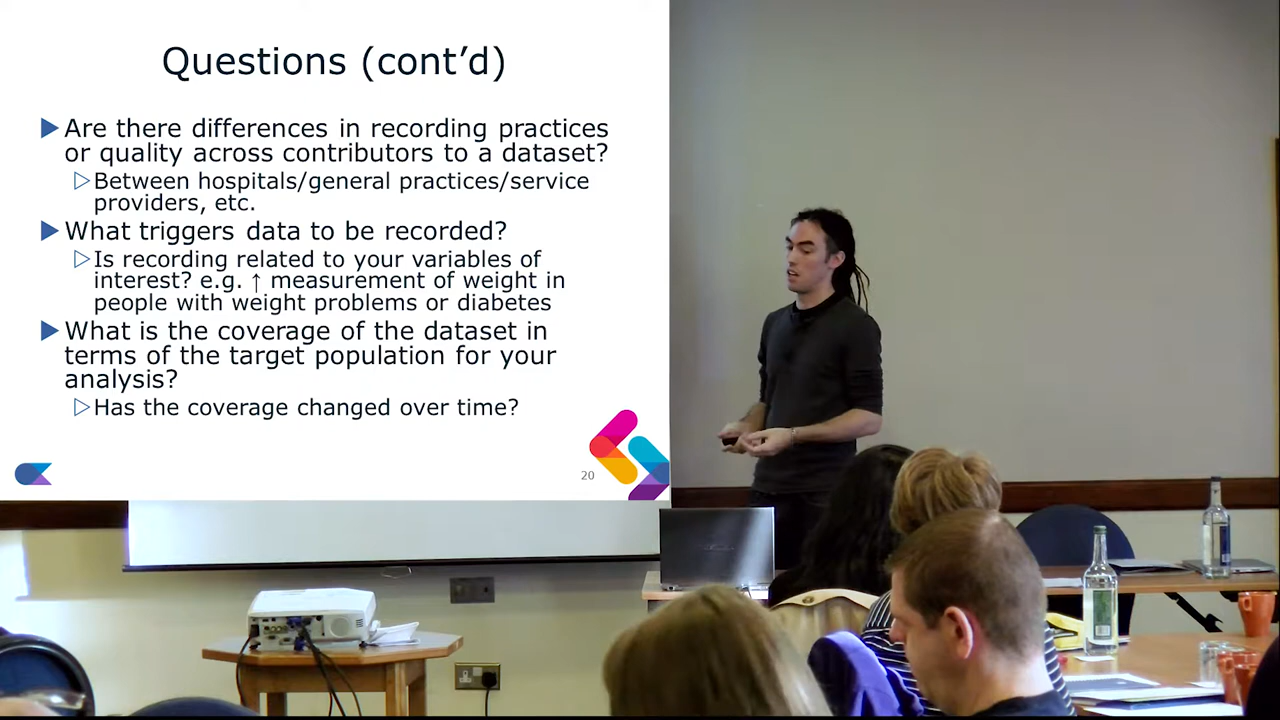 Questions (cont’d)
Are there differences in recording practices
or quality across contributors to a dataset?
Between hospitals/general practices/service
providers, etc.
What triggers data to be recorded?
Is recording related to your variables of
interest? e.g. ↑ measurement of weight in
people with weight problems or diabetes
What is the coverage of the dataset in
terms of the target population for your
analysis?
Has the coverage changed over time?
20